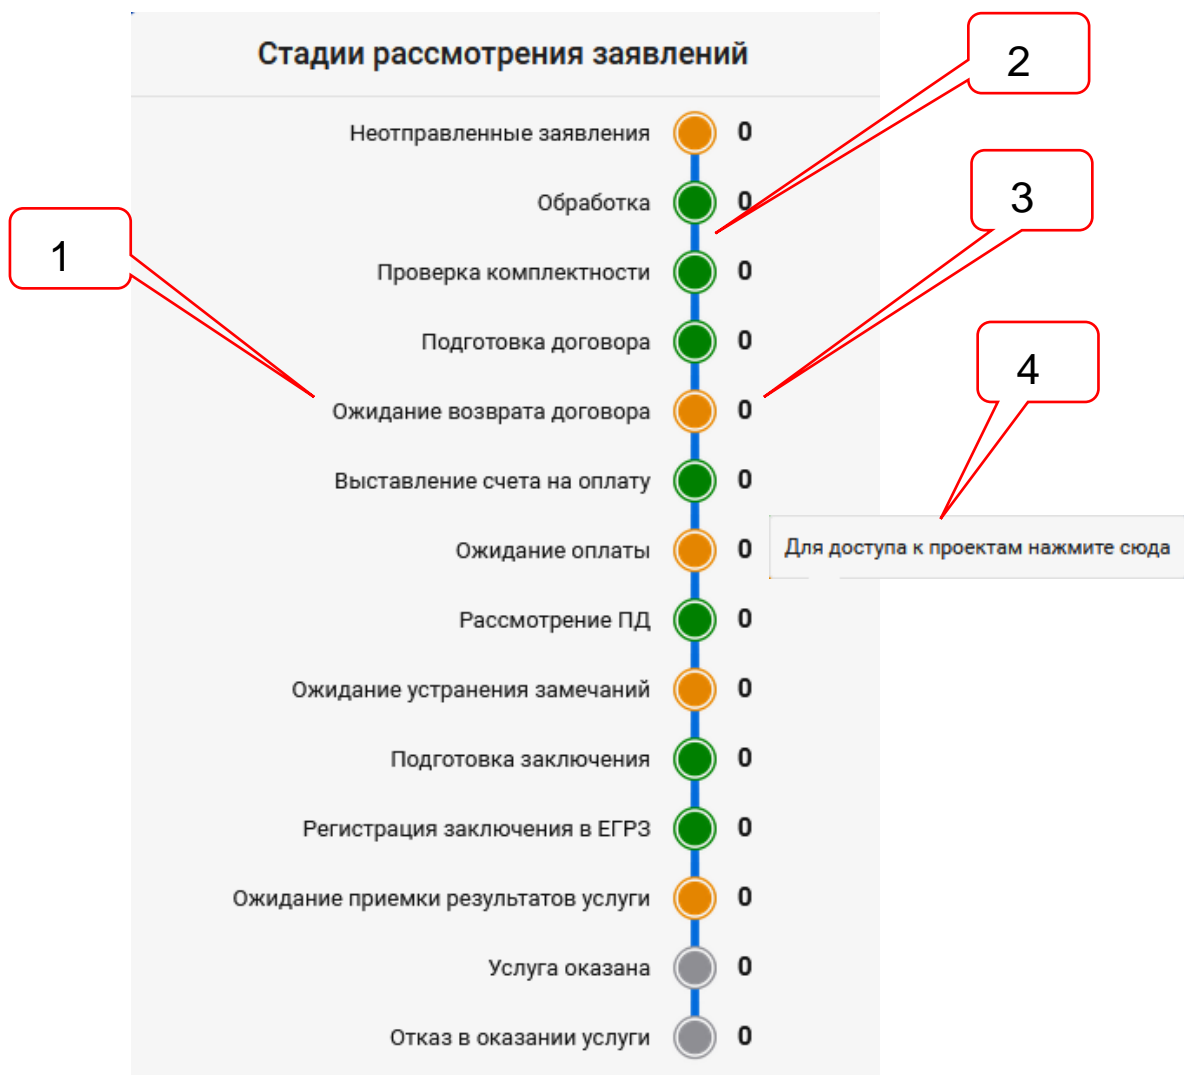 Стадии рассмотрения заявлений
2
Неотправленные заявления 0
Обработка 0
3
1
Проверка комплектности 0
Подготовка договора 0
4
Ожидание возврата договора 0
Выставление счета на оплату 0
Ожидание оплаты 0
Для доступа к проектам нажмите сюда
Рассмотрение ПД 0
Ожидание устранения замечаний 0
Подготовка заключения 0
Регистрация заключения в ЕГРЗ 0
Ожидание приемки результатов услуги 0
Услуга оказана 0
Отказ в оказании услуги 0